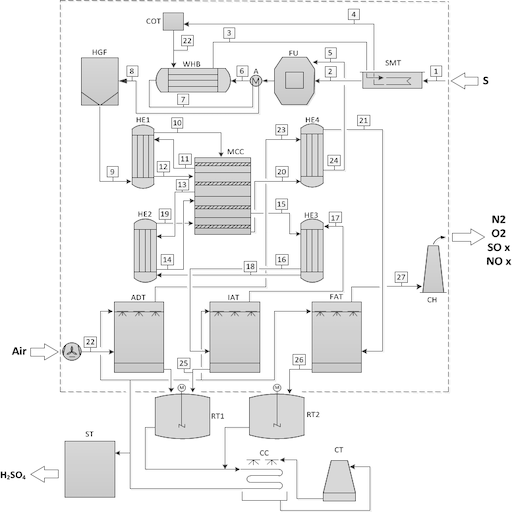 COT
22
4
3
HGF
WHB
FU
5
SMT
8
6
A
M
2
1
S
7
HE1
10
23
HE4
21
11
MCC
9
12
20
24
13
HE2
19
15
HE3
17
14
18
16
N2
O2
SO x
NO x
27
CH
ADT
IAT
FAT
Air
22
25
26
M
M
RT1
RT2
ST
CC
CT
H2SO4